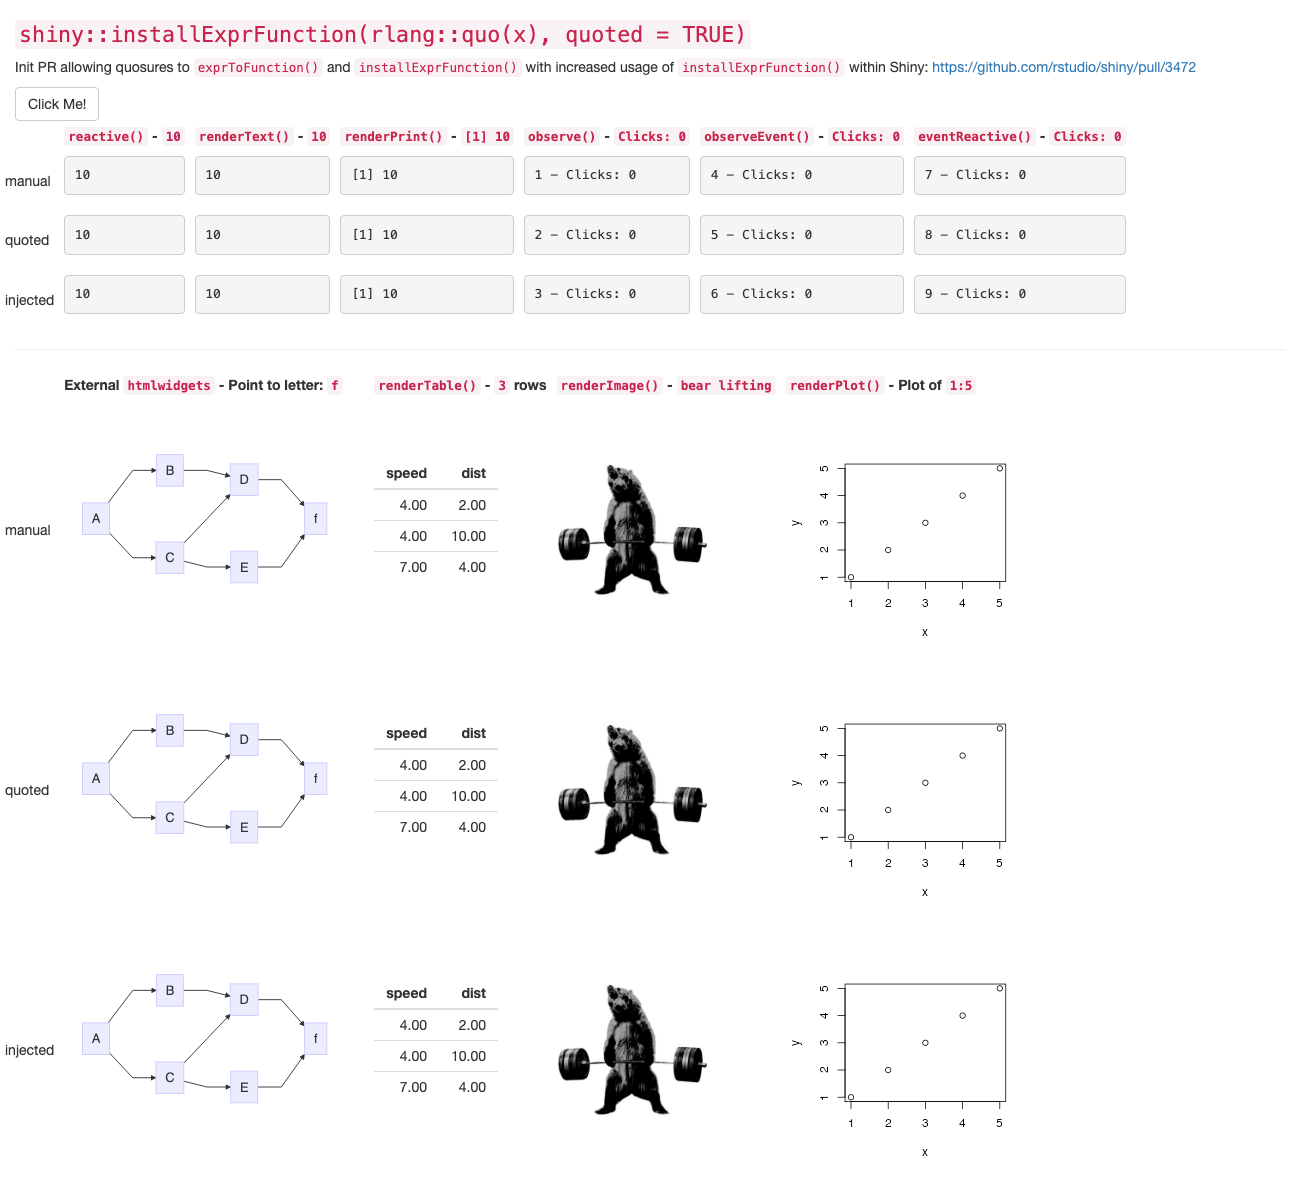 shiny::installExprFunction(rlang::quo(x), quoted = TRUE)
Init PR allowing quosures to exprToFunction() and installExprFunction() with increased usage of installExprFunction() within Shiny: https://github.com/rstudio/shiny/pull/3472
Click Me!
reactive() - 10 renderText() - 10 renderPrint() - [1] 10 observe() - Clicks: 0 observeEvent() - Clicks: 0 eventReactive() - Clicks: 0
manual 10 10 [1] 10 1 – Clicks: 0 4 – Clicks: 0 7 – Clicks: 0
quoted 10 10 [1] 10 2 – Clicks: 0 5 – Clicks: 0 8 – Clicks: 0
injected 10 10 [1] 10 3 – Clicks: 0 6 – Clicks: 0 9 – Clicks: 0
External htmlwidgets - Point to letter: f renderTable() - 3 rows renderImage() - bear lifting renderPlot() - Plot of 1:5
manual
A
B
C
D
E
f
speed dist
4.00 2.00
4.00 10.00
7.00 4.00
y
5
4
3
2
1
1 2 3 4 5
x
quoted
A
B
C
D
E
f
speed dist
4.00 2.00
4.00 10.00
7.00 4.00
y
5
4
3
2
1
1 2 3 4 5
x
injected
A
B
C
D
E
f
speed dist
4.00 2.00
4.00 10.00
7.00 4.00
y
5
4
3
2
1
1 2 3 4 5
x